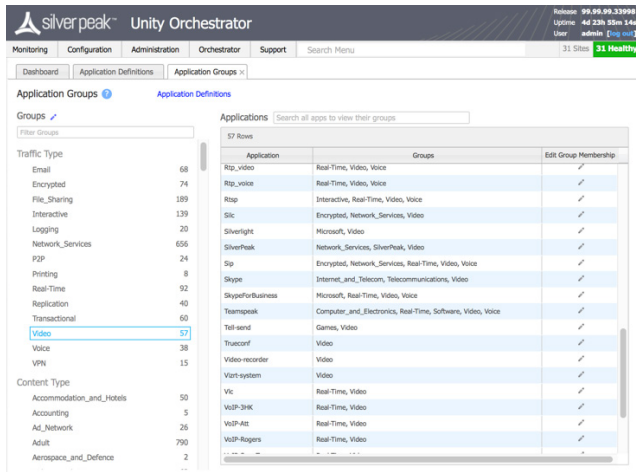 silver peak™ Unity Orchestrator
Release 99.99.99.33998
Uptime 4d 23h 55m 14s
User admin [log out]
Monitoring Configuration Administration Orchestrator Support Search Menu 31 Sites 31 Healthy
Dashboard Application Definitions Application Groups ×
Application Groups ? Application Definitions
Groups
Filter Groups
Traffic Type
Email 68
Encrypted 74
File_Sharing 189
Interactive 139
Logging 20
Network_Services 656
P2P 24
Printing 8
Real-Time 92
Replication 40
Transactional 60
Video 57
Voice 38
VPN 15
Content Type
Accommodation_and_Hotels 50
Accounting 5
Ad_Network 26
Adult 790
Aerospace_and_Defence 2
Applications Search all apps to view their groups
57 Rows
Application Groups Edit Group Membership
Rtp_video Real-Time, Video, Voice
Rtp_voice Real-Time, Video, Voice
Rtsp Interactive, Real-Time, Video, Voice
Silc Encrypted, Network_Services, Video
Silverlight Microsoft, Video
SilverPeak Network_Services, SilverPeak, Video
Sip Encrypted, Network_Services, Real-Time, Video, Voice
Skype Internet_and_Telecom, Telecommunications, Video
SkypeForBusiness Microsoft, Real-Time, Video, Voice
Teamspeak Computer_and_Electronics, Real-Time, Software, Video, Voice
Tell-send Games, Video
Trueconf Video
Video-recorder Video
Vizrt-system Video
Vlc Real-Time, Video
VoIP-3HK Real-Time, Video
VoIP-Att Real-Time, Video
VoIP-Rogers Real-Time, Video